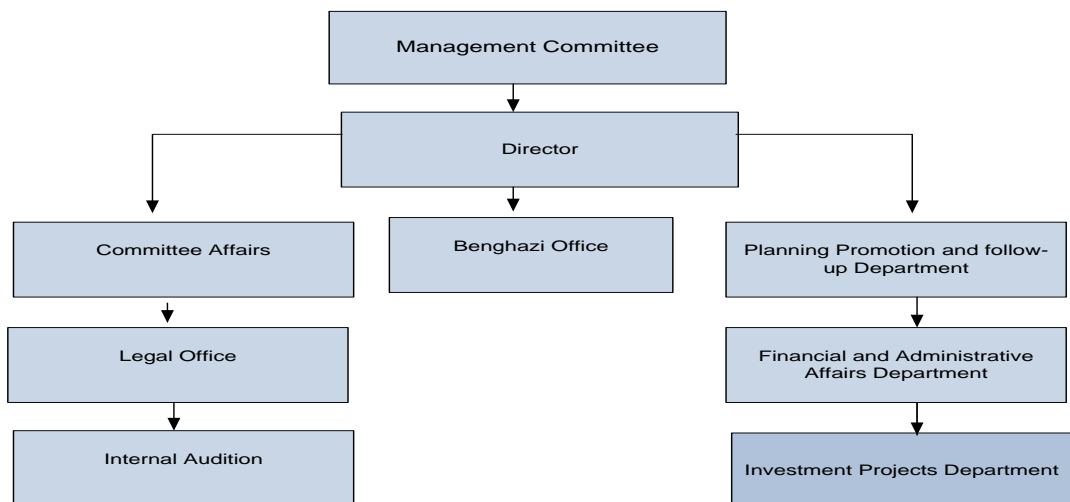 Management Committee
Director
Committee Affairs
Benghazi Office
Planning Promotion and follow-
up Department
Legal Office
Financial and Administrative
Affairs Department
Internal Audition
Investment Projects Department